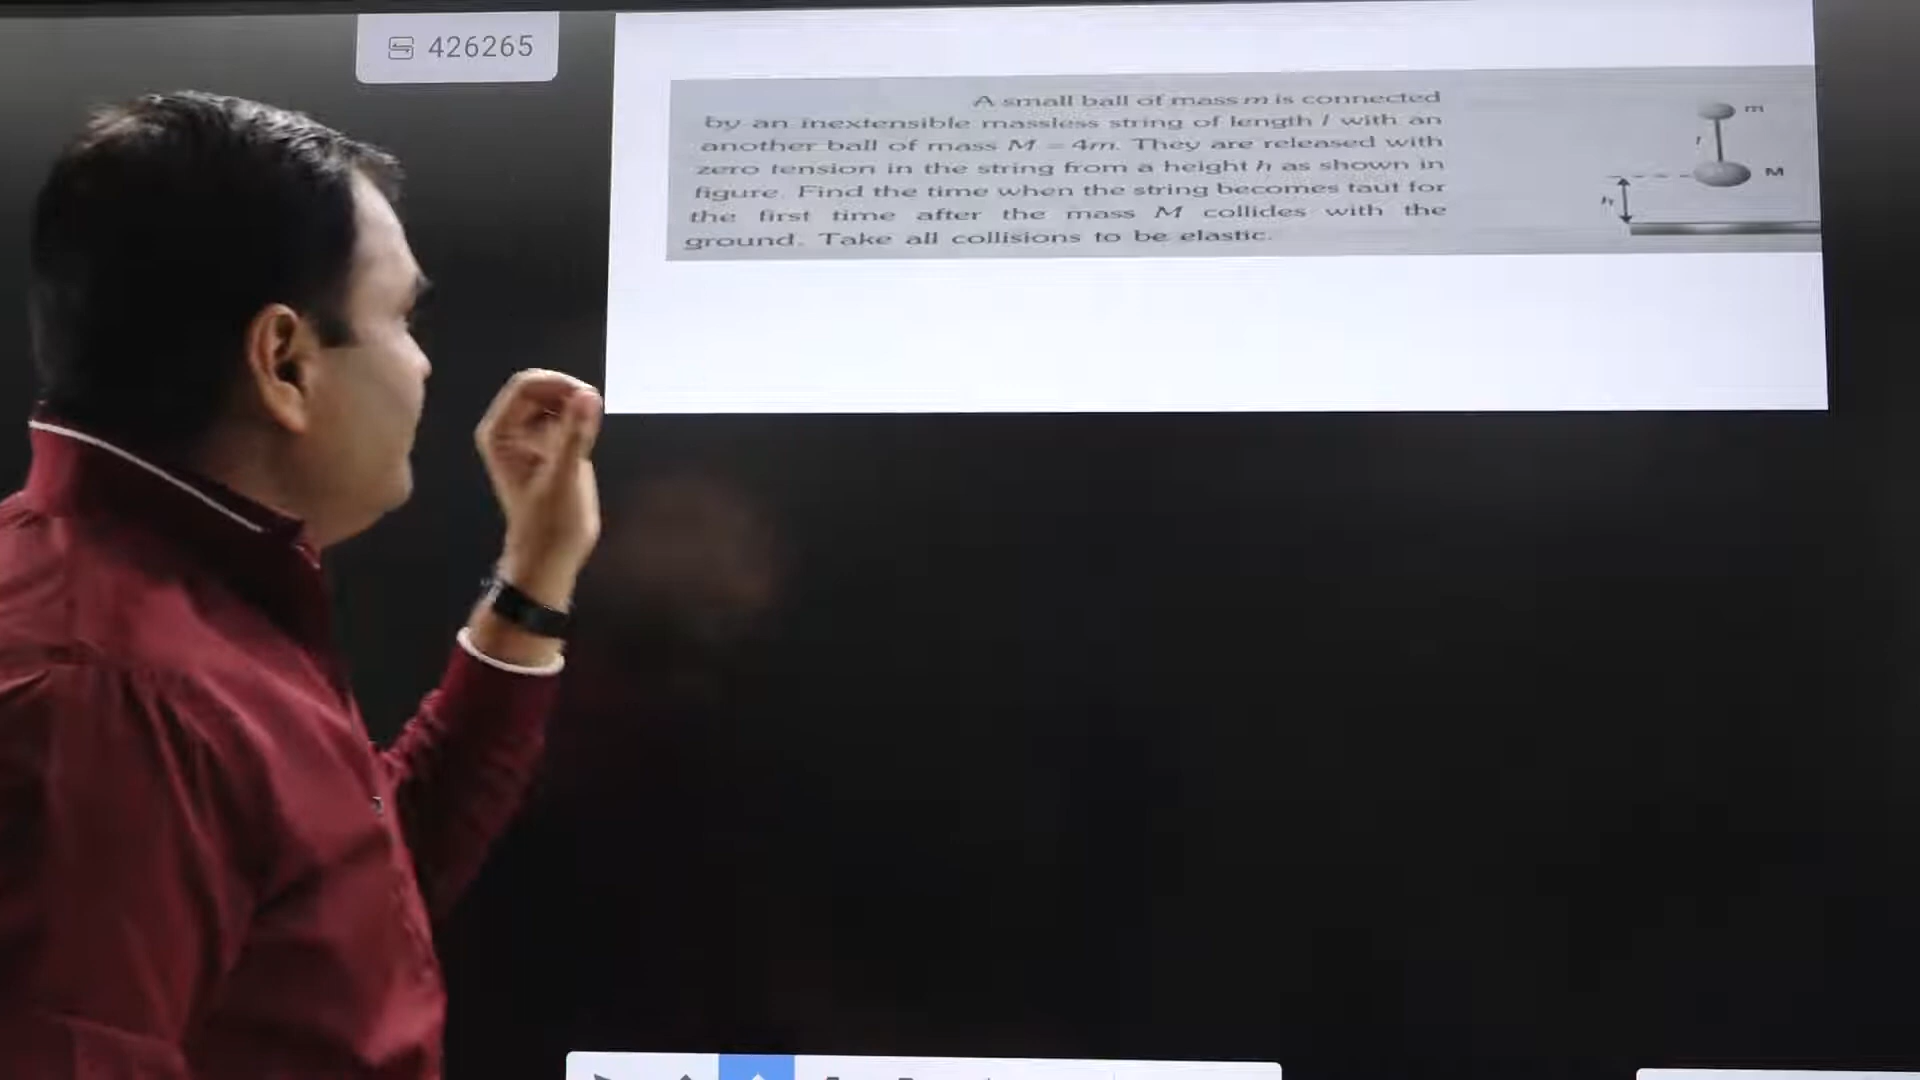 426265
A small ball of mass m is connected
by an inextensible massless string of length l with an
another ball of mass M = 4m. They are released with
zero tension in the string from a height h as shown in
figure. Find the time when the string becomes taut for
the first time after the mass M collides with the
ground. Take all collisions to be elastic.
m
l
M
h